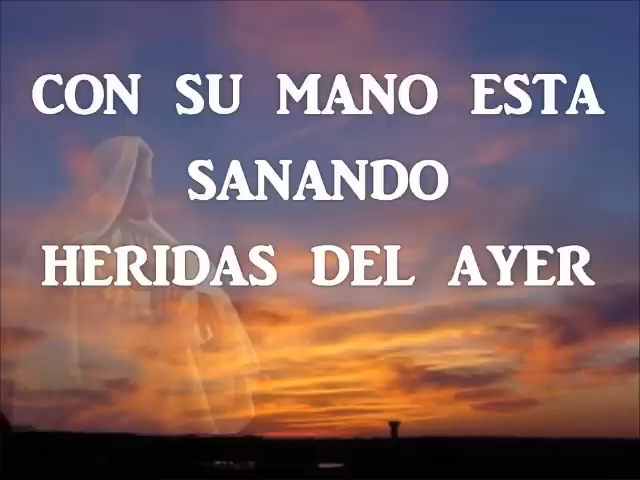 CON SU MANO ESTA
SANANDO
HERIDAS DEL AYER